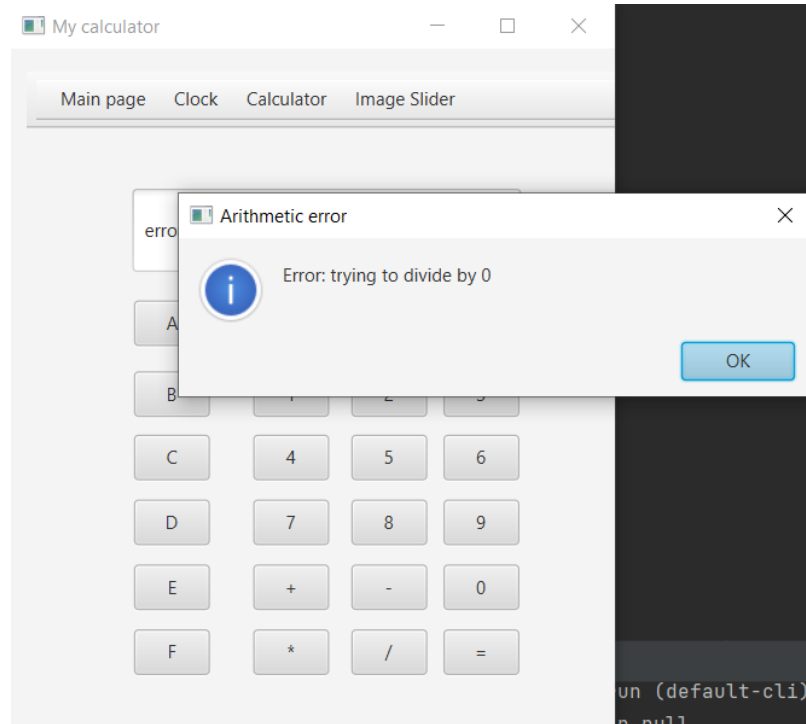 My calculator
Main page Clock Calculator Image Slider
Arithmetic error
erro
Error: trying to divide by 0
A
OK
B
C 4 5 6
D 7 8 9
E + - 0
F * / =
un (default-cli)
null